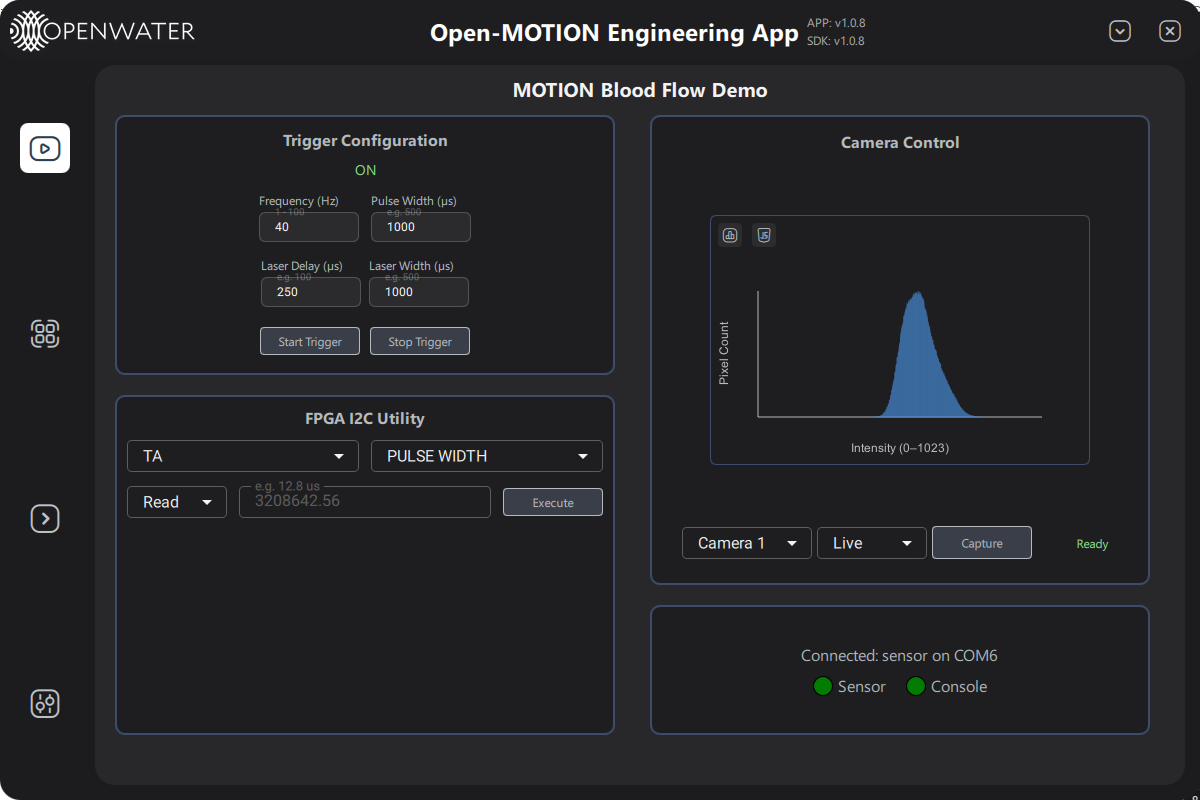 OPENWATER
Open-MOTION Engineering App
APP: v1.0.8
SDK: v1.0.8
MOTION Blood Flow Demo
Trigger Configuration
ON
Frequency (Hz)
Pulse Width (µs)
1 - 100
e.g. 500
40
1000
Laser Delay (µs)
Laser Width (µs)
e.g. 100
e.g. 500
250
1000
Start Trigger
Stop Trigger
FPGA I2C Utility
TA
PULSE WIDTH
Read
e.g. 12.8 us
3208642.56
Execute
Camera Control
JS
Pixel Count
Intensity (0–1023)
Camera 1
Live
Capture
Ready
Connected: sensor on COM6
Sensor
Console